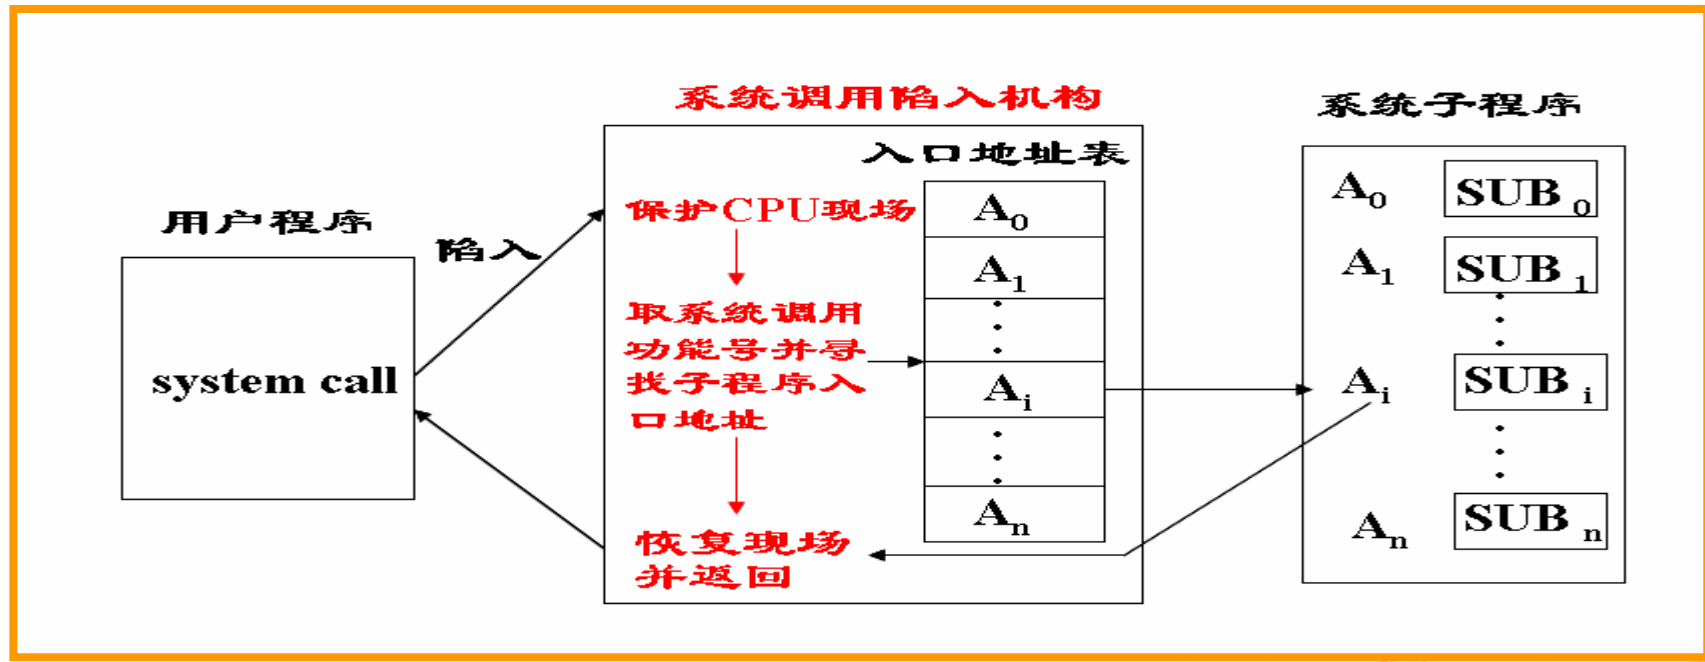 系统调用陷入机构
系统子程序
用户程序
陷入
system call
入口地址表
保护CPU现场
取系统调用
功能号并寻
找子程序入
口地址
恢复现场
并返回
A0
A1
Ai
An
A0 SUB 0
A1 SUB 1
Ai SUB i
An SUB n